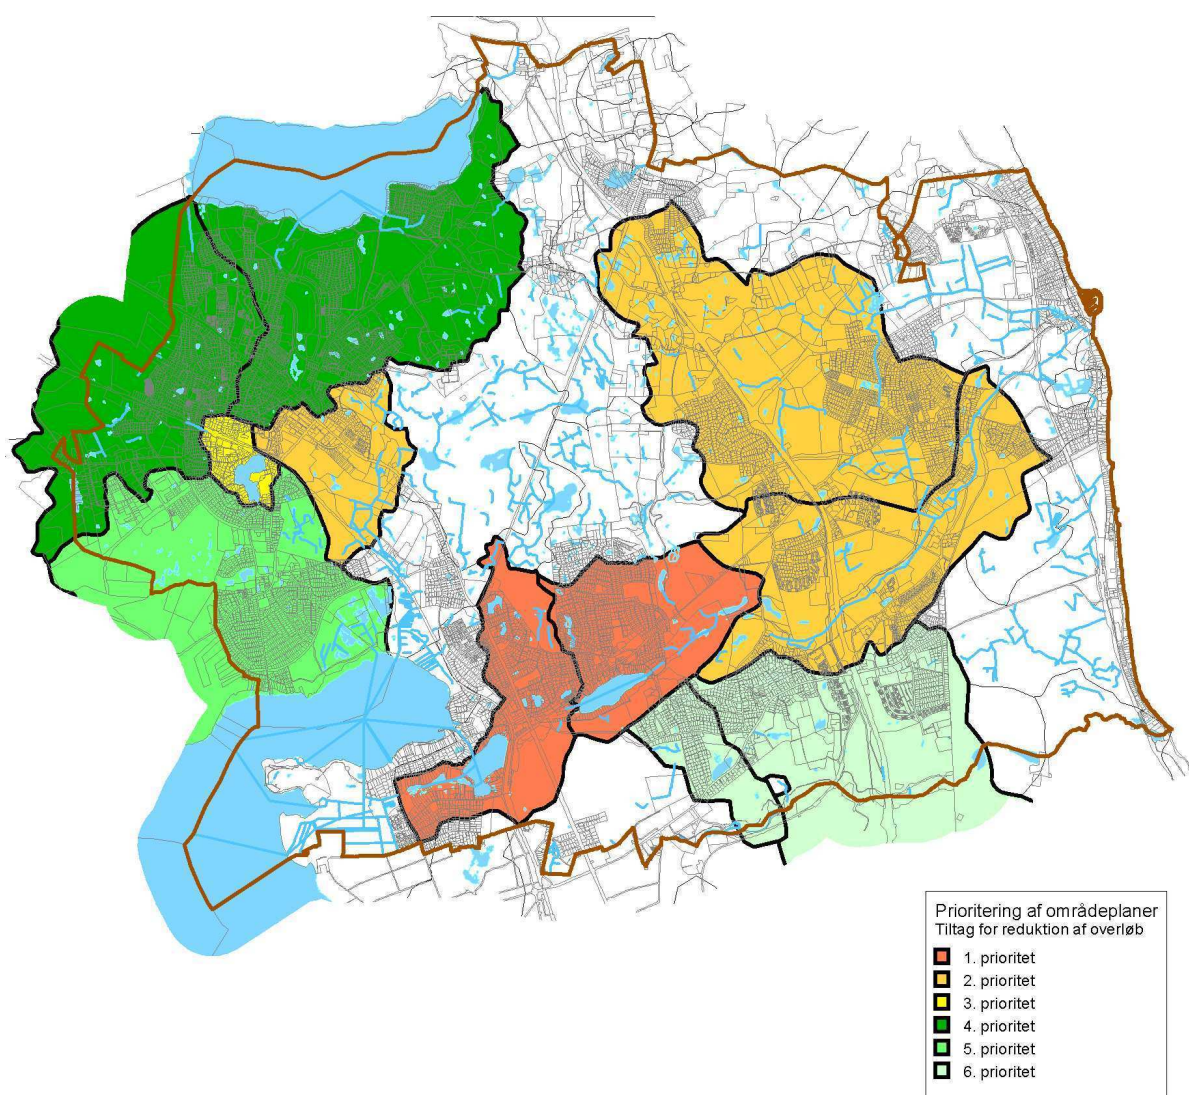 Prioritering af områdeplaner
Tiltag for reduktion af overløb
1. prioritet
2. prioritet
3. prioritet
4. prioritet
5. prioritet
6. prioritet